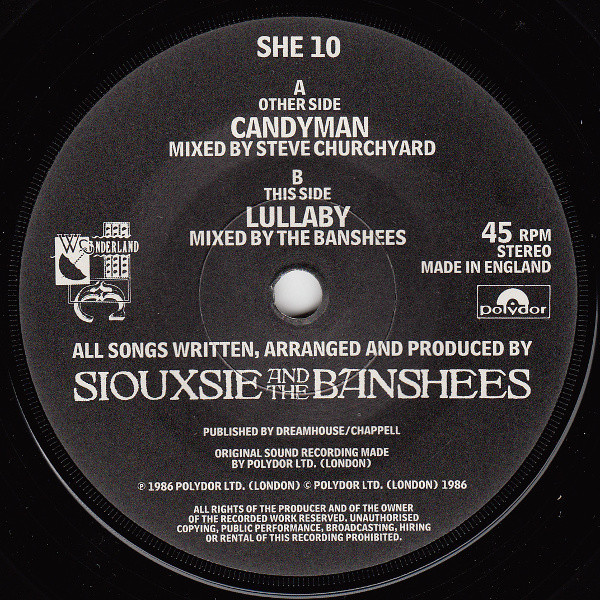 SHE 10
A
OTHER SIDE
CANDYMAN
MIXED BY STEVE CHURCHYARD
B
THIS SIDE
LULLABY
MIXED BY THE BANSHEES
WONDERLAND
45 RPM
STEREO
MADE IN ENGLAND
polydor
ALL SONGS WRITTEN, ARRANGED AND PRODUCED BY
SIOUXSIE AND THE BANSHEES
PUBLISHED BY DREAMHOUSE/CHAPPELL
ORIGINAL SOUND RECORDING MADE
BY POLYDOR LTD. (LONDON)
℗ 1986 POLYDOR LTD. (LONDON) © POLYDOR LTD. (LONDON) 1986
ALL RIGHTS OF THE PRODUCER AND OF THE OWNER
OF THE RECORDED WORK RESERVED. UNAUTHORISED
COPYING, PUBLIC PERFORMANCE, BROADCASTING, HIRING
OR RENTAL OF THIS RECORDING PROHIBITED.